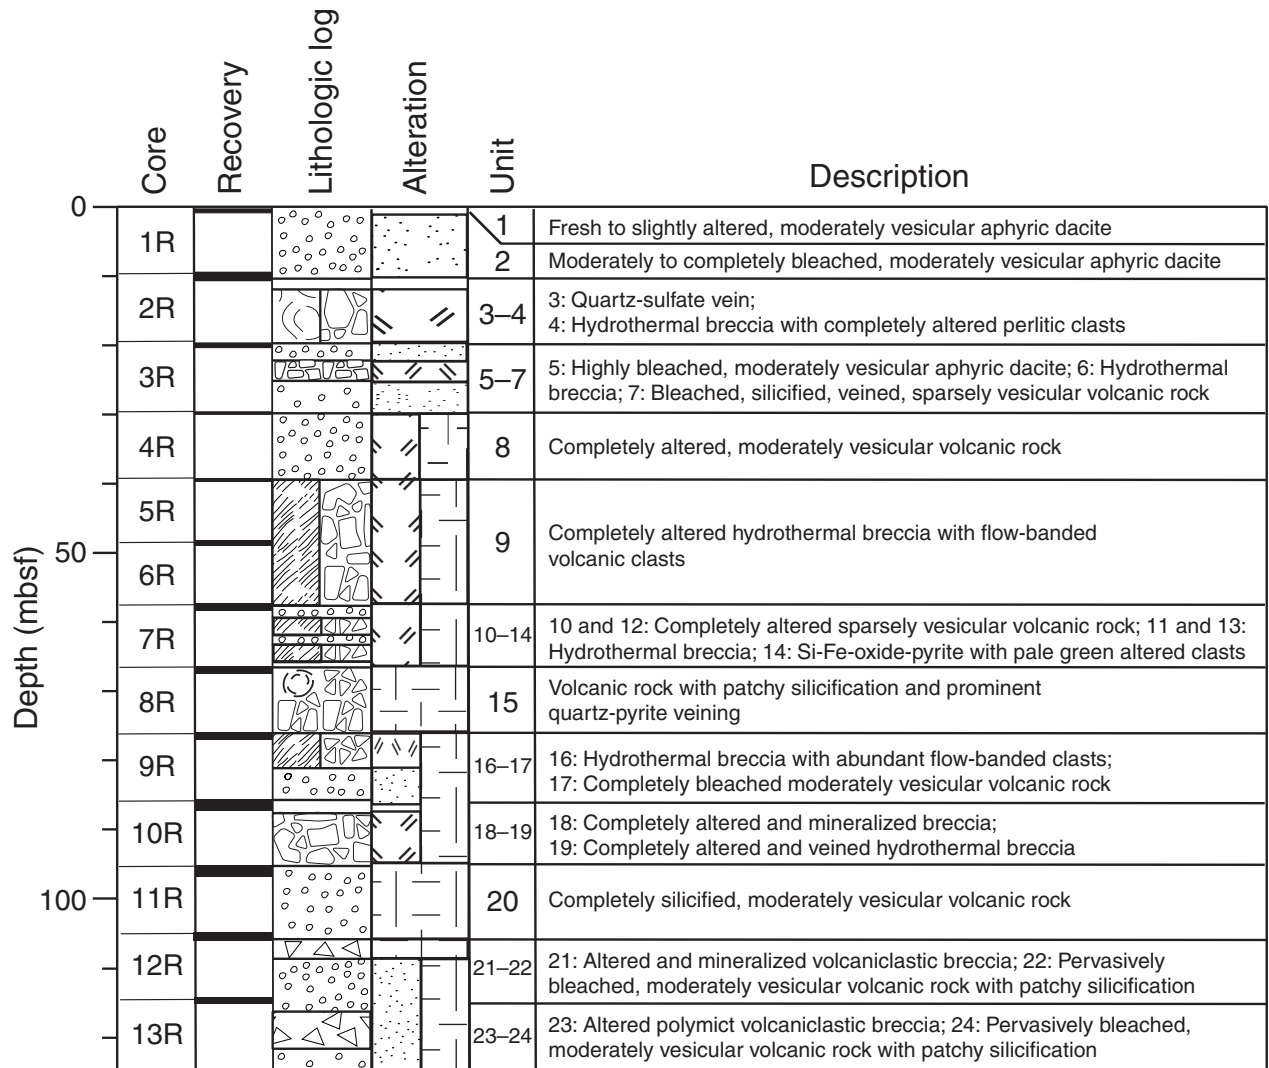 Core
Recovery
Lithologic log
Alteration
Unit
Description
Depth (mbsf)
0
1R
1
Fresh to slightly altered, moderately vesicular aphyric dacite
2
Moderately to completely bleached, moderately vesicular aphyric dacite
2R
3–4
3: Quartz-sulfate vein;
4: Hydrothermal breccia with completely altered perlitic clasts
3R
5–7
5: Highly bleached, moderately vesicular aphyric dacite; 6: Hydrothermal
breccia; 7: Bleached, silicified, veined, sparsely vesicular volcanic rock
4R
8
Completely altered, moderately vesicular volcanic rock
5R
50
6R
9
Completely altered hydrothermal breccia with flow-banded
volcanic clasts
7R
10–14
10 and 12: Completely altered sparsely vesicular volcanic rock; 11 and 13:
Hydrothermal breccia; 14: Si-Fe-oxide-pyrite with pale green altered clasts
8R
15
Volcanic rock with patchy silicification and prominent
quartz-pyrite veining
9R
16–17
16: Hydrothermal breccia with abundant flow-banded clasts;
17: Completely bleached moderately vesicular volcanic rock
10R
18–19
18: Completely altered and mineralized breccia;
19: Completely altered and veined hydrothermal breccia
100
11R
20
Completely silicified, moderately vesicular volcanic rock
12R
21–22
21: Altered and mineralized volcaniclastic breccia; 22: Pervasively
bleached, moderately vesicular volcanic rock with patchy silicification
13R
23–24
23: Altered polymict volcaniclastic breccia; 24: Pervasively bleached,
moderately vesicular volcanic rock with patchy silicification